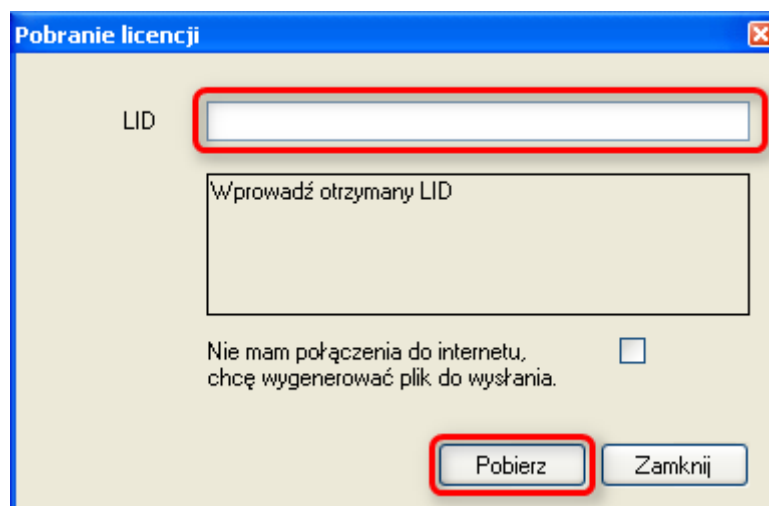 Pobranie licencji
LID
Wprowadź otrzymany LID
Nie mam połączenia do internetu,
chcę wygenerować plik do wysłania.
Pobierz
Zamknij